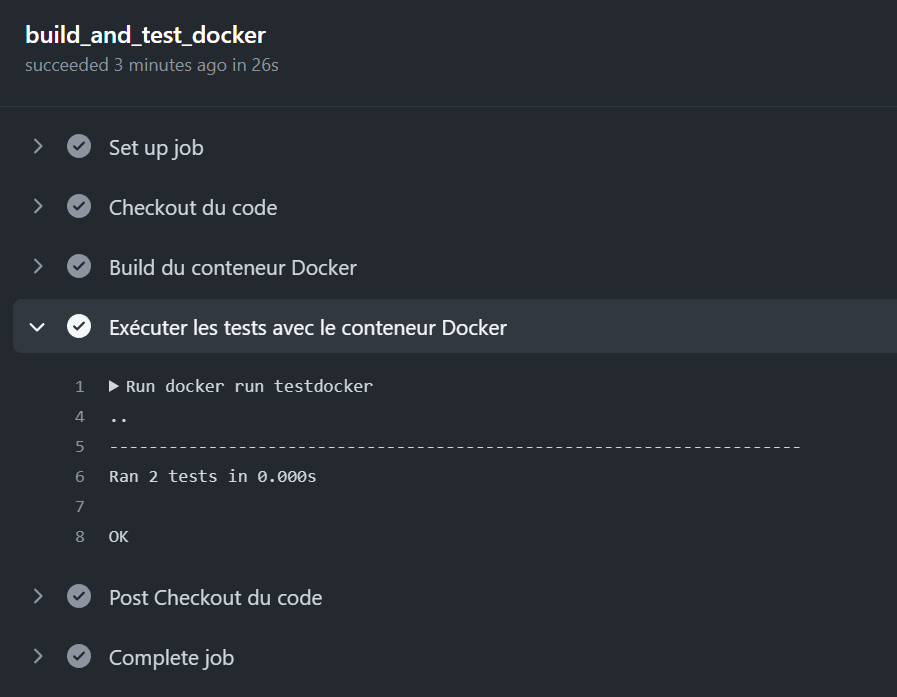 build_and_test_docker
succeeded 3 minutes ago in 26s
Set up job
Checkout du code
Build du conteneur Docker
Exécuter les tests avec le conteneur Docker
1 ▶ Run docker run testdocker
4 ..
5 ----------------------------------------------------------------------
6 Ran 2 tests in 0.000s
7
8 OK
Post Checkout du code
Complete job